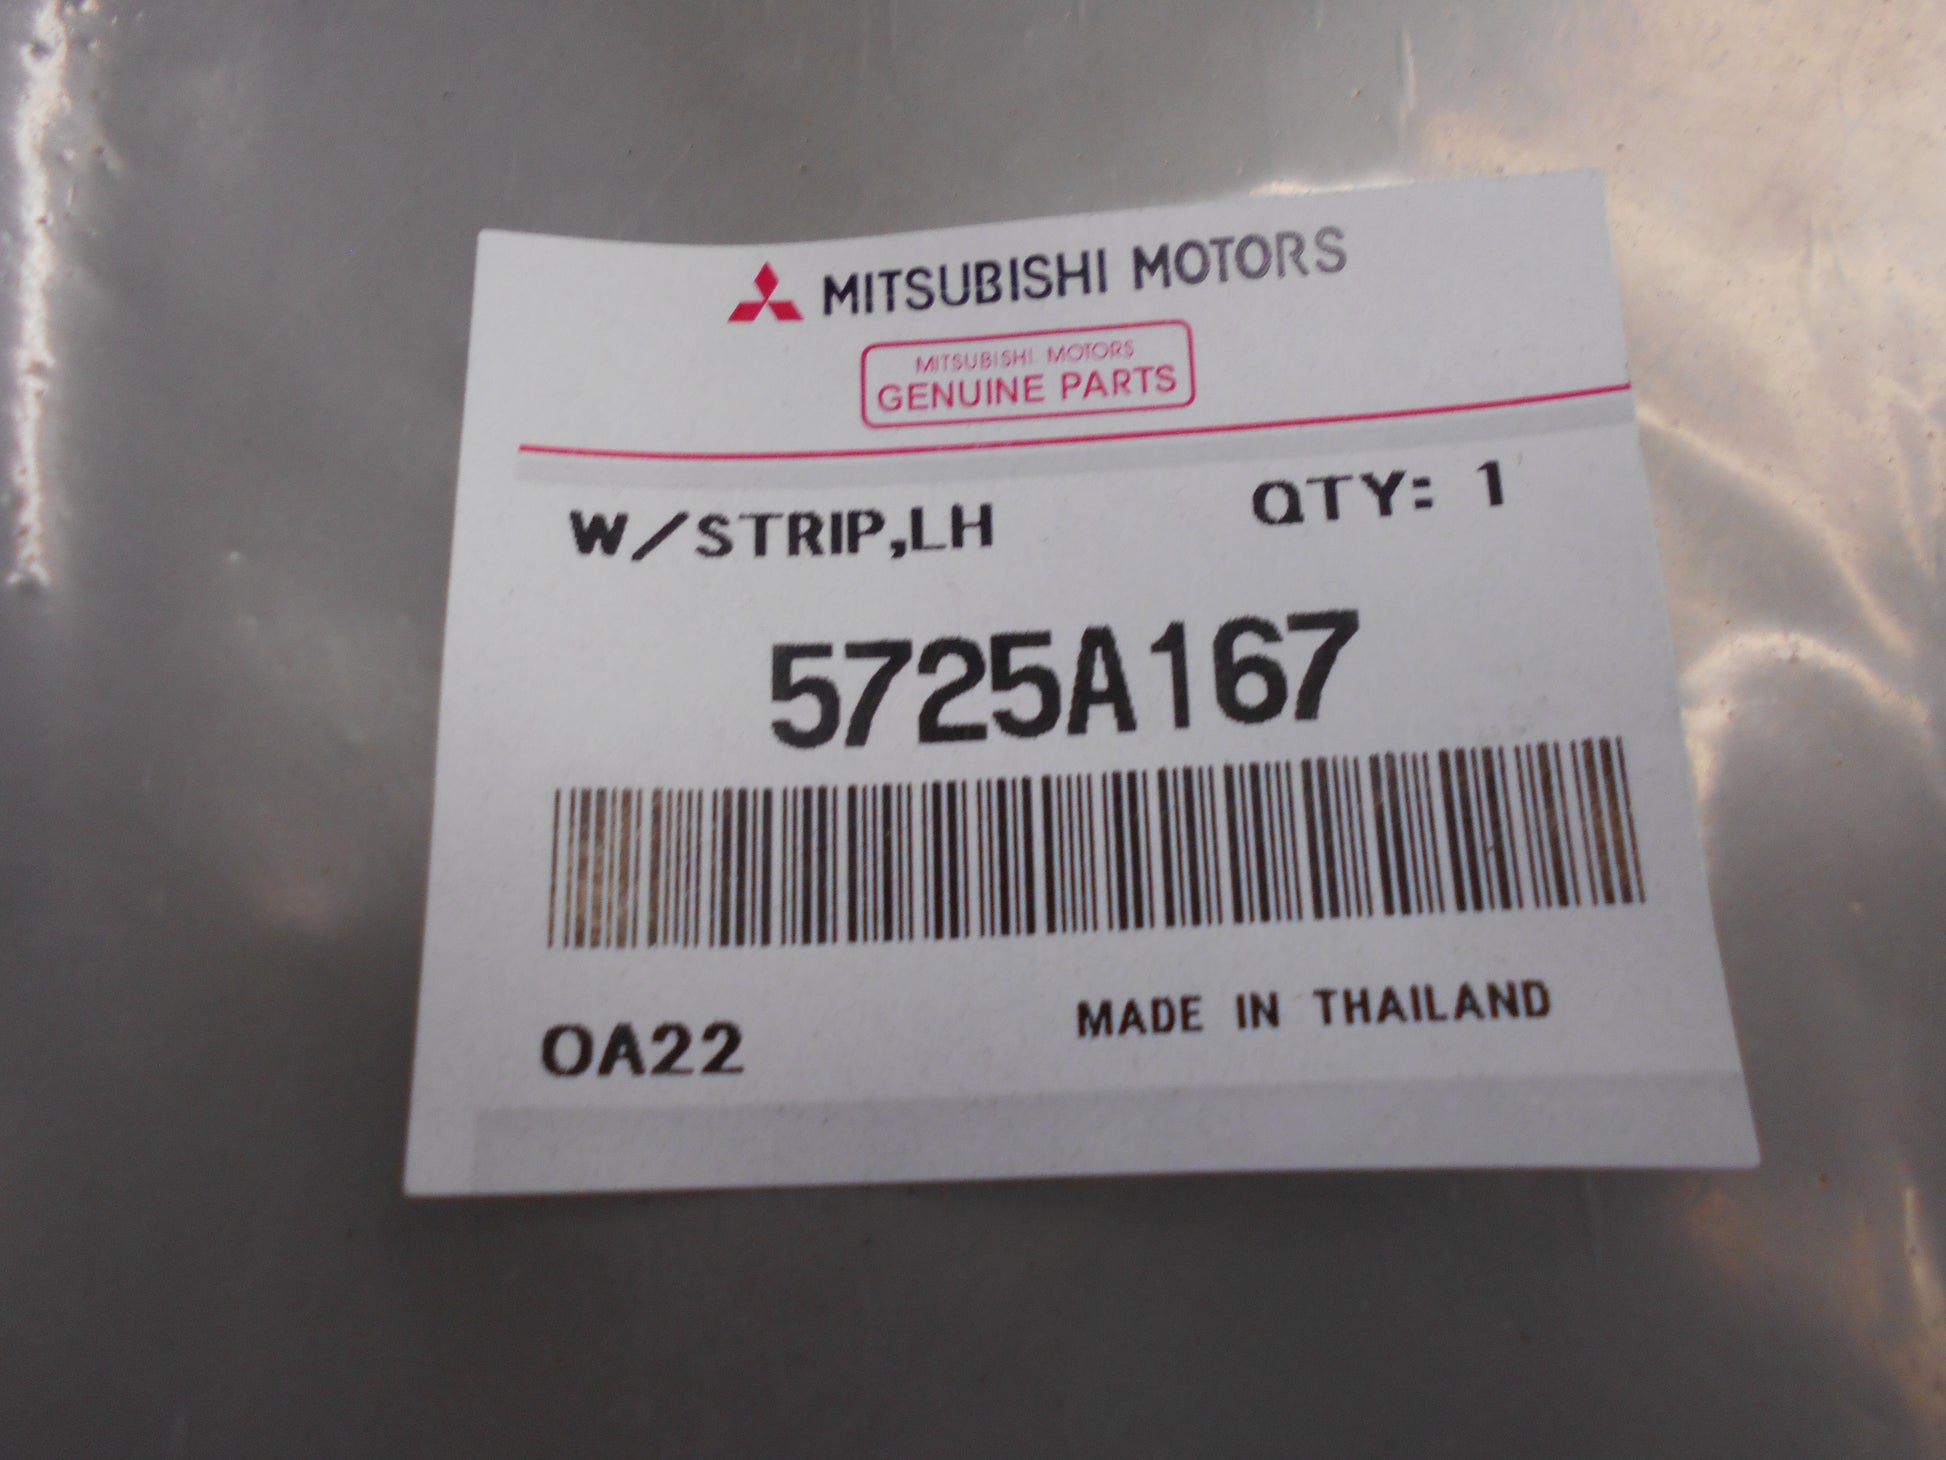 MITSUBISHI MOTORS
MITSUBISHI MOTORS
GENUINE PARTS
W/STRIP,LH QTY: 1
5725A167
OA22 MADE IN THAILAND